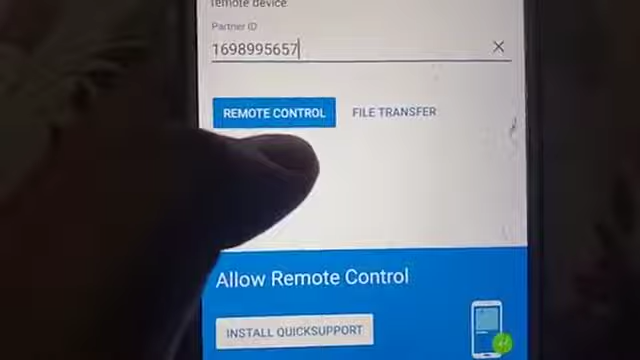 remote device
Partner ID
1698995657
REMOTE CONTROL FILE TRANSFER
Allow Remote Control
INSTALL QUICKSUPPORT